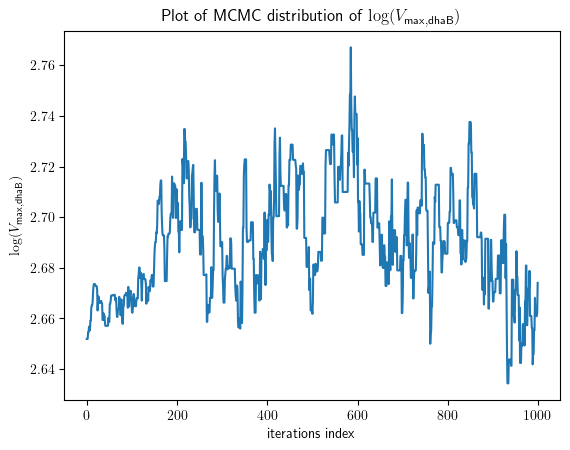 Plot of MCMC distribution of log(V_max,dhaB)
2.76
2.74
2.72
2.70
2.68
2.66
2.64
log(V_max,dhaB)
0 200 400 600 800 1000
iterations index